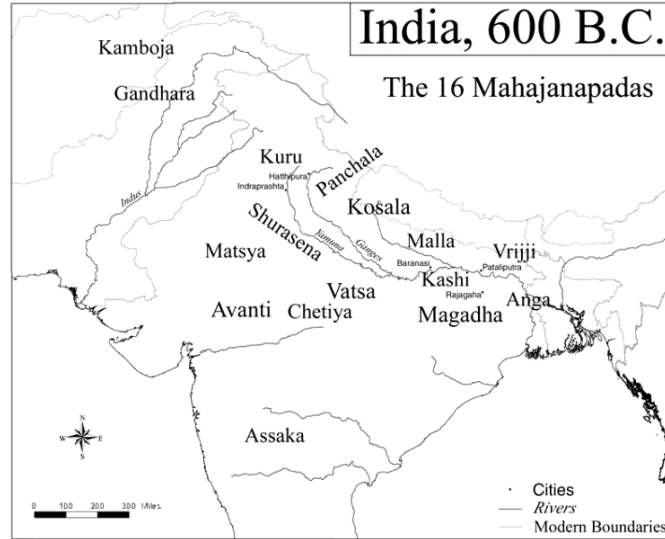 India, 600 B.C.
The 16 Mahajanapadas
Kamboja
Gandhara
Indus
Kuru
Hatthipura
Indraprashta
Panchala
Shurasena
Yamuna
Ganges
Kosala
Malla
Vrijji
Matsya
Baranasi
Pataliputra
Kashi
Rajagaha
Anga
Vatsa
Avanti
Chetiya
Magadha
Assaka
N
W
E
S
0 100 200 300 Miles
Cities
Rivers
Modern Boundaries